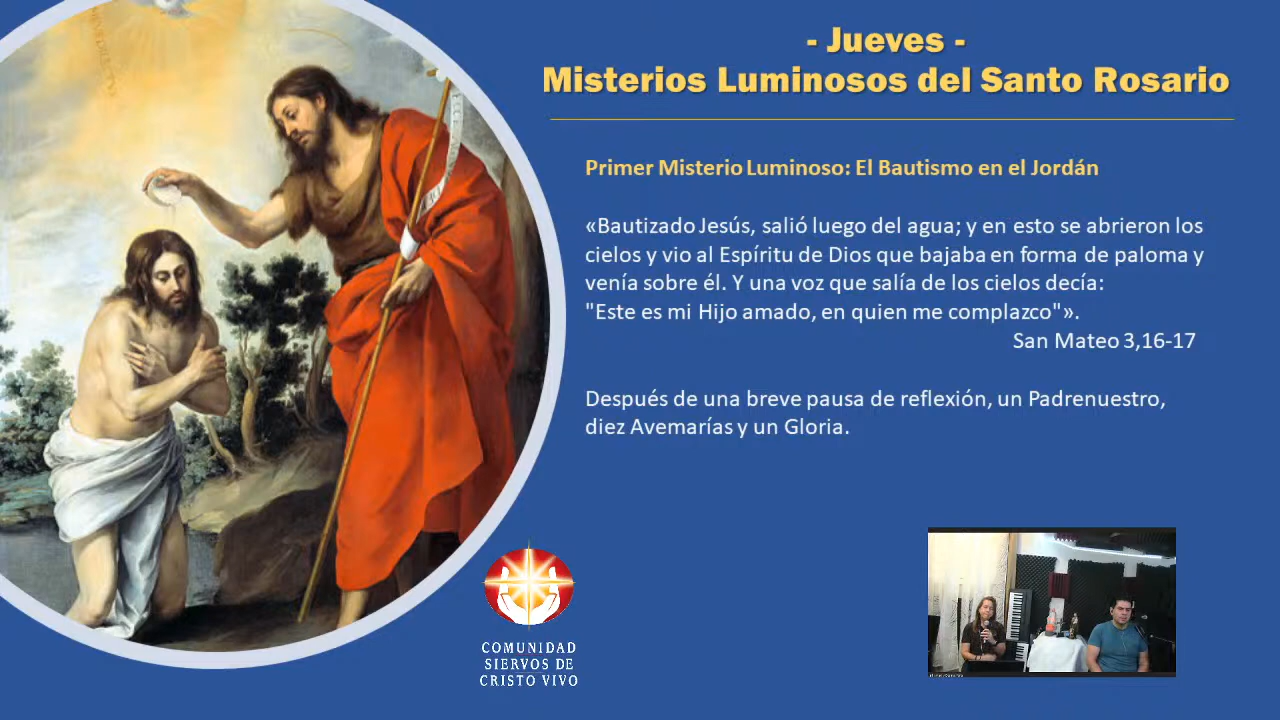 - Jueves -
Misterios Luminosos del Santo Rosario
Primer Misterio Luminoso: El Bautismo en el Jordán
«Bautizado Jesús, salió luego del agua; y en esto se abrieron los
cielos y vio al Espíritu de Dios que bajaba en forma de paloma y
venía sobre él. Y una voz que salía de los cielos decía:
"Este es mi Hijo amado, en quien me complazco"».
San Mateo 3,16-17
Después de una breve pausa de reflexión, un Padrenuestro,
diez Avemarías y un Gloria.
COMUNIDAD
SIERVOS DE
CRISTO VIVO